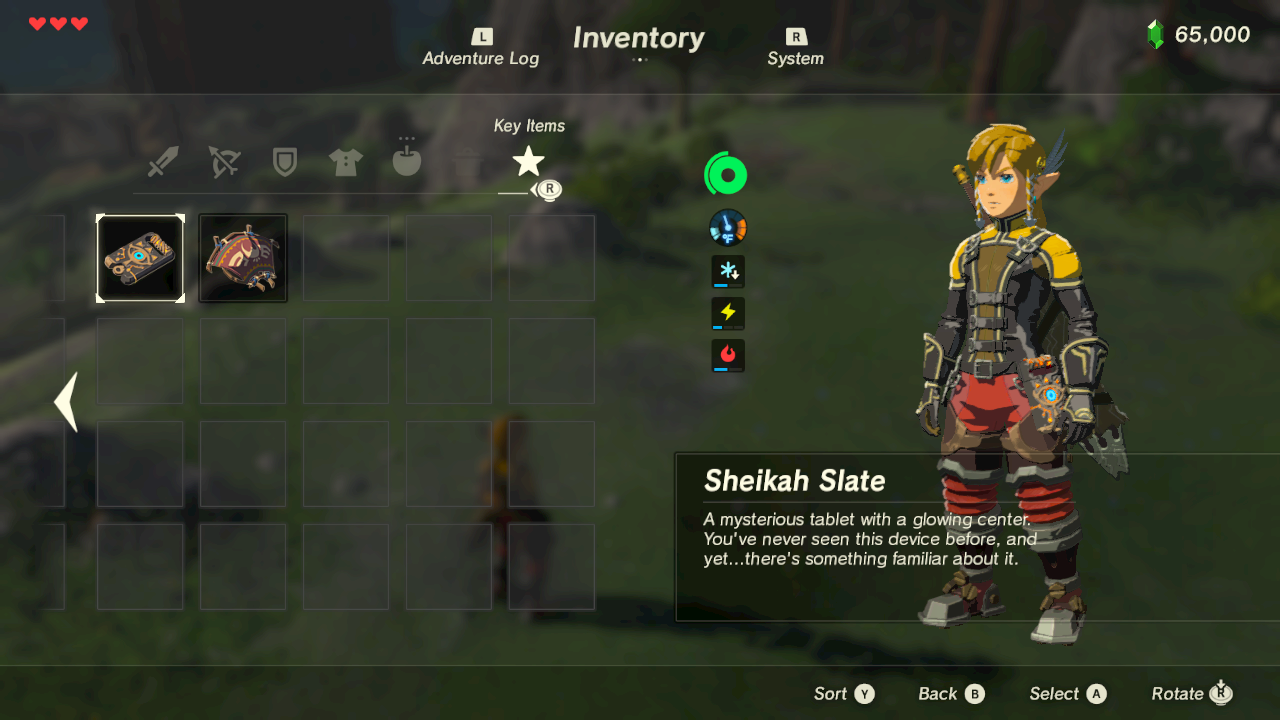 L
Inventory
R
65,000
Adventure Log
System
Key Items
R
°F
Sheikah Slate
A mysterious tablet with a glowing center.
You've never seen this device before, and
yet...there's something familiar about it.
Sort Y
Back B
Select A
Rotate R